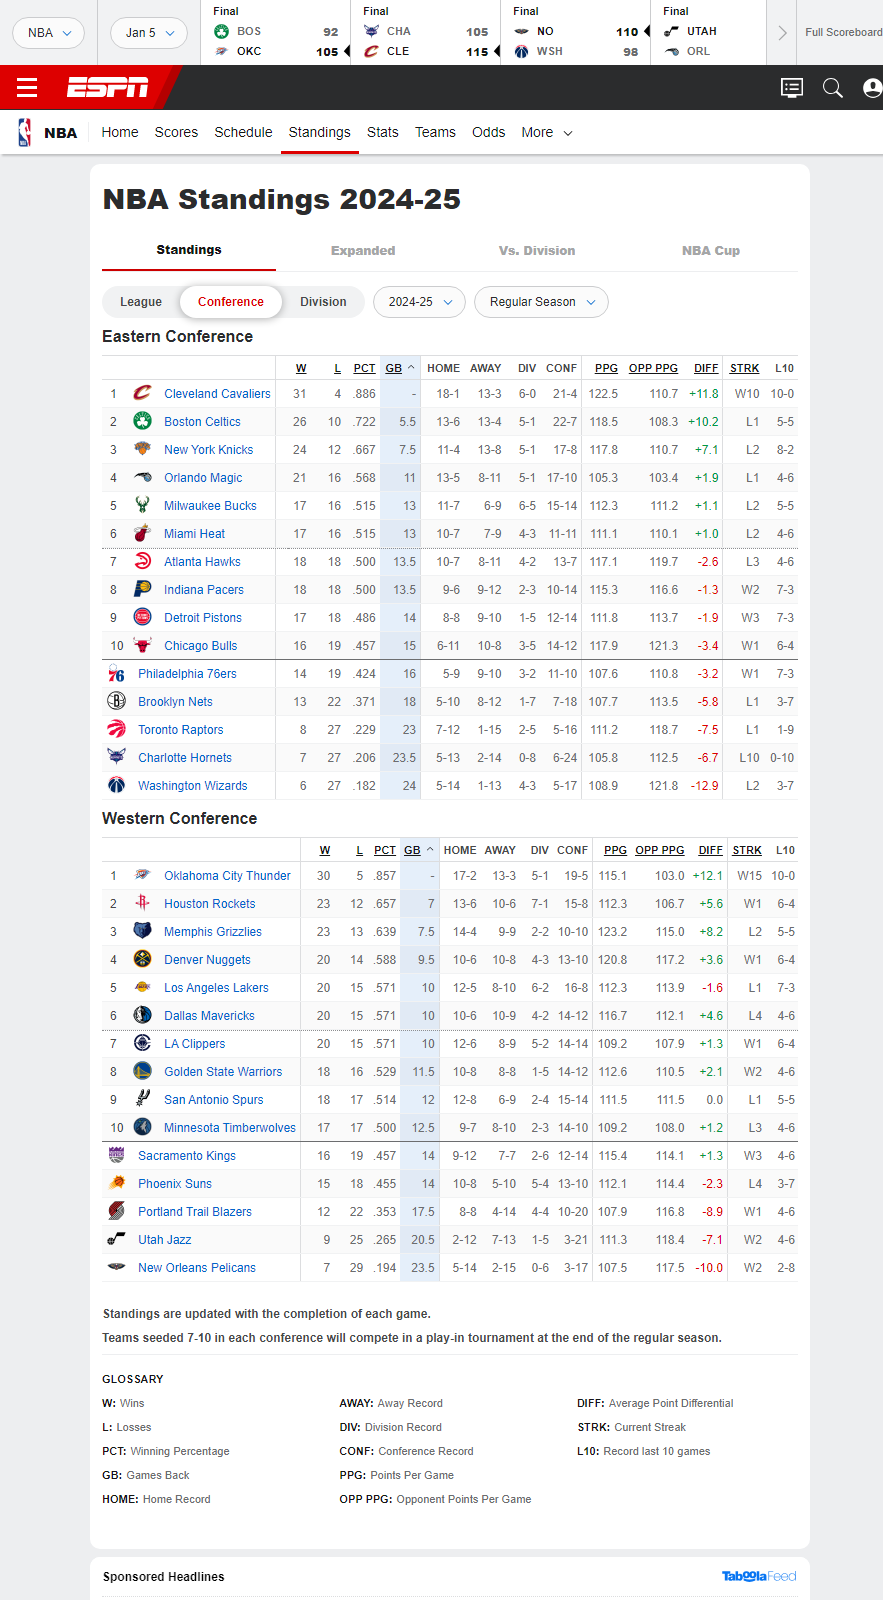 NBA
Jan 5
Final
BOS 92
OKC 105
Final
CHA 105
CLE 115
Final
NO 110
WSH 98
Final
UTAH
ORL
Full Scoreboard
ESPN
NBA Home Scores Schedule Standings Stats Teams Odds More
NBA Standings 2024-25
Standings Expanded Vs. Division NBA Cup
League Conference Division 2024-25 Regular Season
Eastern Conference
W L PCT GB HOME AWAY DIV CONF PPG OPP PPG DIFF STRK L10
1 Cleveland Cavaliers 31 4 .886 - 18-1 13-3 6-0 21-4 122.5 110.7 +11.8 W10 10-0
2 Boston Celtics 26 10 .722 5.5 13-6 13-4 5-1 22-7 118.5 108.3 +10.2 L1 5-5
3 New York Knicks 24 12 .667 7.5 11-4 13-8 5-1 17-8 117.8 110.7 +7.1 L2 8-2
4 Orlando Magic 21 16 .568 11 13-5 8-11 5-1 17-10 105.3 103.4 +1.9 L1 4-6
5 Milwaukee Bucks 17 16 .515 13 11-7 6-9 6-5 15-14 112.3 111.2 +1.1 L2 5-5
6 Miami Heat 17 16 .515 13 10-7 7-9 4-3 11-11 111.1 110.1 +1.0 L2 4-6
7 Atlanta Hawks 18 18 .500 13.5 10-7 8-11 4-2 13-7 117.1 119.7 -2.6 L3 4-6
8 Indiana Pacers 18 18 .500 13.5 9-6 9-12 2-3 10-14 115.3 116.6 -1.3 W2 7-3
9 Detroit Pistons 17 18 .486 14 8-8 9-10 1-5 12-14 111.8 113.7 -1.9 W3 7-3
10 Chicago Bulls 16 19 .457 15 6-11 10-8 3-5 14-12 117.9 121.3 -3.4 W1 6-4
Philadelphia 76ers 14 19 .424 16 5-9 9-10 3-2 11-10 107.6 110.8 -3.2 W1 7-3
Brooklyn Nets 13 22 .371 18 5-10 8-12 1-7 7-18 107.7 113.5 -5.8 L1 3-7
Toronto Raptors 8 27 .229 23 7-12 1-15 2-5 5-16 111.2 118.7 -7.5 L1 1-9
Charlotte Hornets 7 27 .206 23.5 5-13 2-14 0-8 6-24 105.8 112.5 -6.7 L10 0-10
Washington Wizards 6 27 .182 24 5-14 1-13 4-3 5-17 108.9 121.8 -12.9 L2 3-7
Western Conference
W L PCT GB HOME AWAY DIV CONF PPG OPP PPG DIFF STRK L10
1 Oklahoma City Thunder 30 5 .857 - 17-2 13-3 5-1 19-5 115.1 103.0 +12.1 W15 10-0
2 Houston Rockets 23 12 .657 7 13-6 10-6 7-1 15-8 112.3 106.7 +5.6 W1 6-4
3 Memphis Grizzlies 23 13 .639 7.5 14-4 9-9 2-2 10-10 123.2 115.0 +8.2 L2 5-5
4 Denver Nuggets 20 14 .588 9.5 10-6 10-8 4-3 13-10 120.8 117.2 +3.6 W1 6-4
5 Los Angeles Lakers 20 15 .571 10 12-5 8-10 6-2 16-8 112.3 113.9 -1.6 L1 7-3
6 Dallas Mavericks 20 15 .571 10 10-6 10-9 4-2 14-12 116.7 112.1 +4.6 L4 4-6
7 LA Clippers 20 15 .571 10 12-6 8-9 5-2 14-14 109.2 107.9 +1.3 W1 6-4
8 Golden State Warriors 18 16 .529 11.5 10-8 8-8 1-5 14-12 112.6 110.5 +2.1 W2 4-6
9 San Antonio Spurs 18 17 .514 12 12-8 6-9 2-4 15-14 111.5 111.5 0.0 L1 5-5
10 Minnesota Timberwolves 17 17 .500 12.5 9-7 8-10 2-3 14-10 109.2 108.0 +1.2 L3 4-6
Sacramento Kings 16 19 .457 14 9-12 7-7 2-6 12-14 115.4 114.1 +1.3 W3 4-6
Phoenix Suns 15 18 .455 14 10-8 5-10 5-4 13-10 112.1 114.4 -2.3 L4 3-7
Portland Trail Blazers 12 22 .353 17.5 8-8 4-14 4-4 10-20 107.9 116.8 -8.9 W1 4-6
Utah Jazz 9 25 .265 20.5 2-12 7-13 1-5 3-21 111.3 118.4 -7.1 W2 4-6
New Orleans Pelicans 7 29 .194 23.5 5-14 2-15 0-6 3-17 107.5 117.5 -10.0 W2 2-8
Standings are updated with the completion of each game.
Teams seeded 7-10 in each conference will compete in a play-in tournament at the end of the regular season.
GLOSSARY
W: Wins AWAY: Away Record DIFF: Average Point Differential
L: Losses DIV: Division Record STRK: Current Streak
PCT: Winning Percentage CONF: Conference Record L10: Record last 10 games
GB: Games Back PPG: Points Per Game
HOME: Home Record OPP PPG: Opponent Points Per Game
Sponsored Headlines Taboola Feed